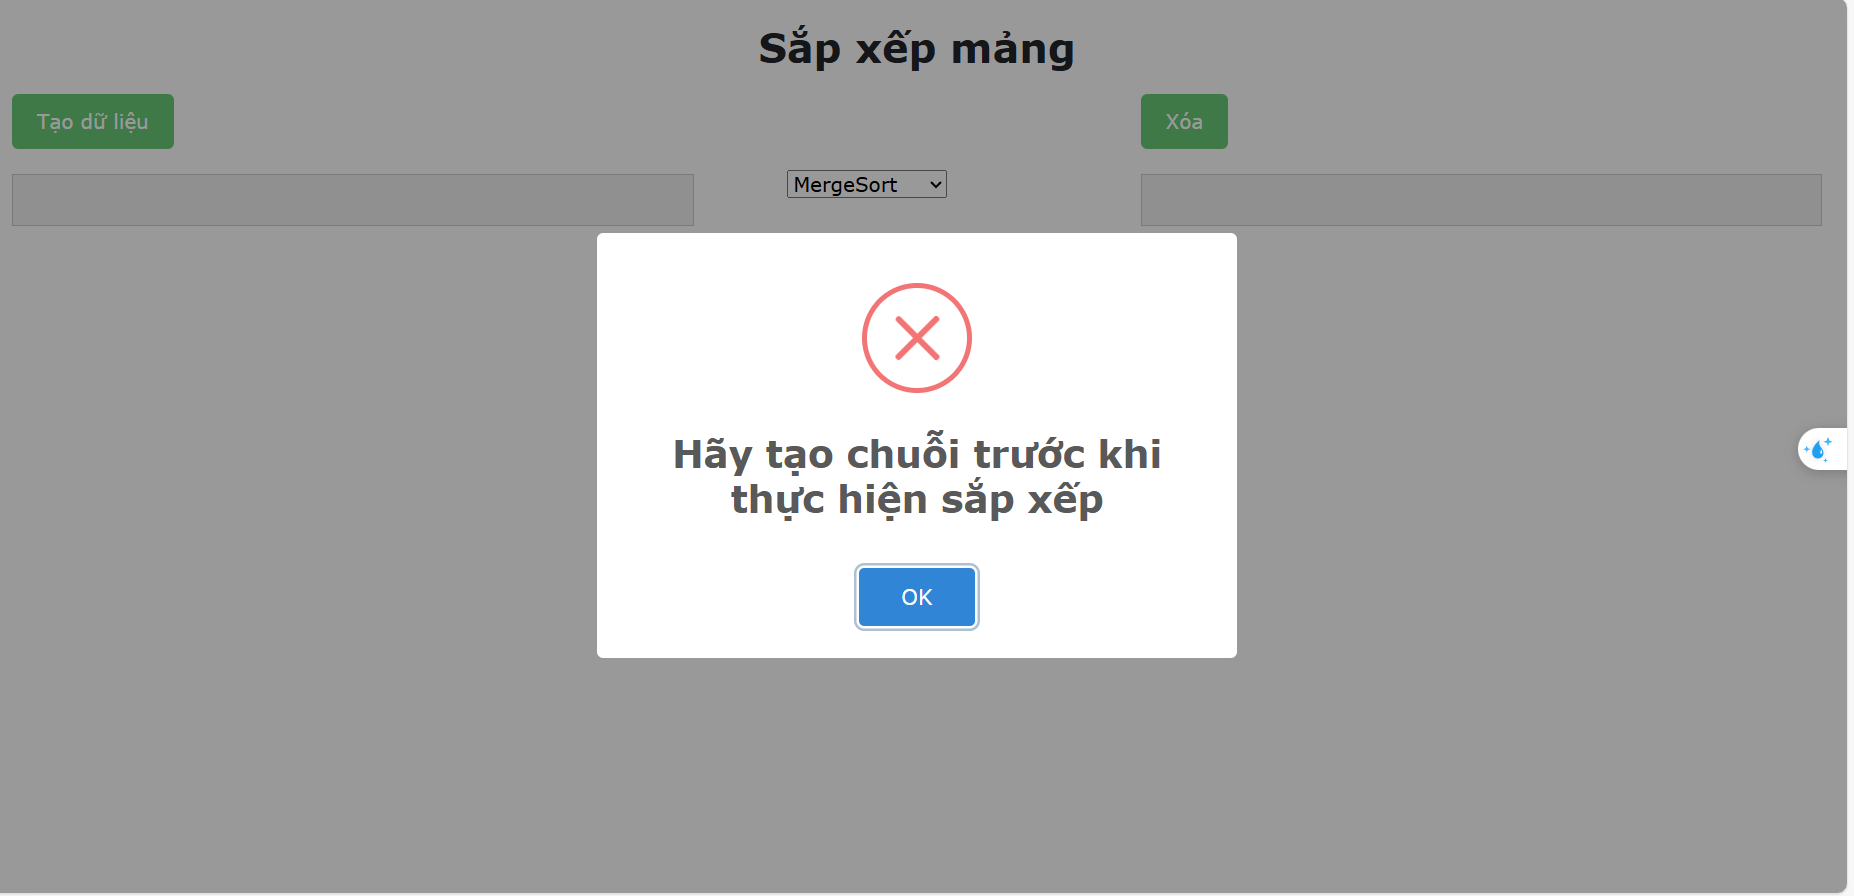 Sắp xếp mảng
Tạo dữ liệu
Xóa
MergeSort
Hãy tạo chuỗi trước khi
thực hiện sắp xếp
OK